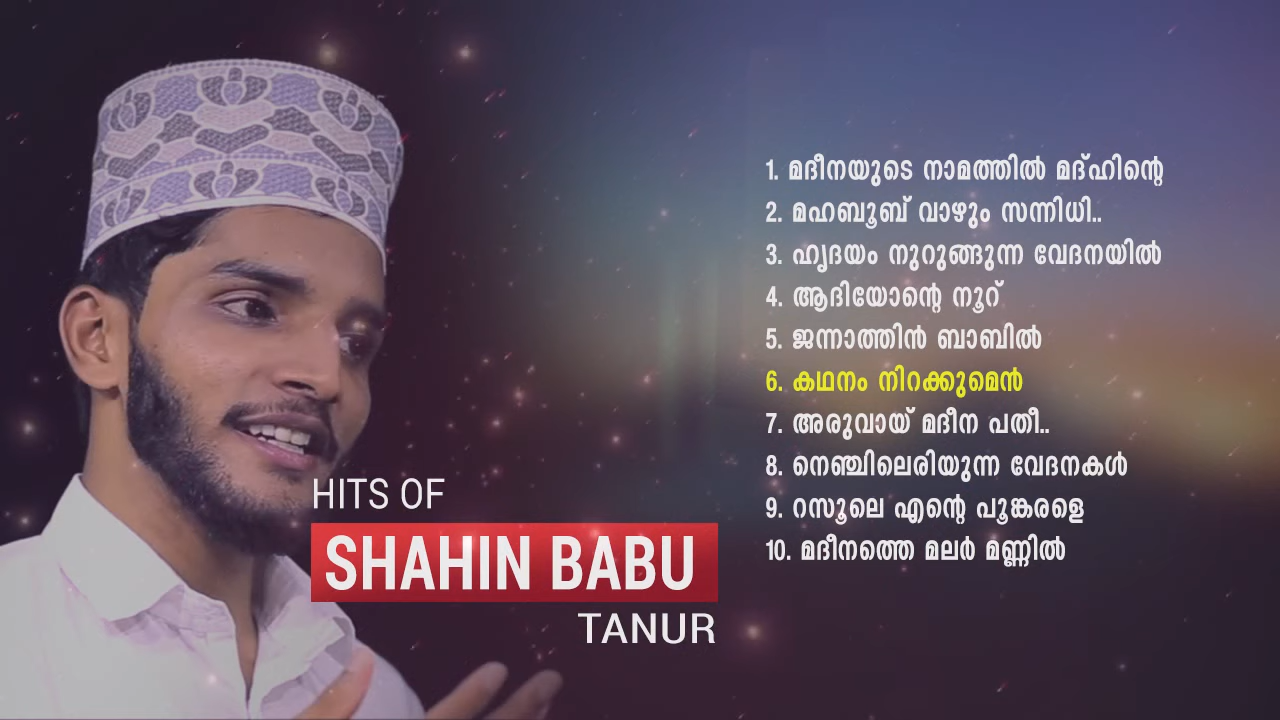 HITS OF
SHAHIN BABU
TANUR
1. മദീനയുടെ നാമത്തിൽ മദ്ഹിന്റെ
2. മഹബൂബ് വാഴും സന്നിധി..
3. ഹൃദയം നുറുങ്ങുന്ന വേദനയിൽ
4. ആദിയോന്റെ നൂറ്
5. ജന്നാത്തിൻ ബാബിൽ
6. കഥനം നിറക്കുമെൻ
7. അരുവായ് മദീന പതീ..
8. നെഞ്ചിലെരിയുന്ന വേദനകൾ
9. റസൂലെ എന്റെ പൂങ്കരളെ
10. മദീനത്തെ മലർ മണ്ണിൽ